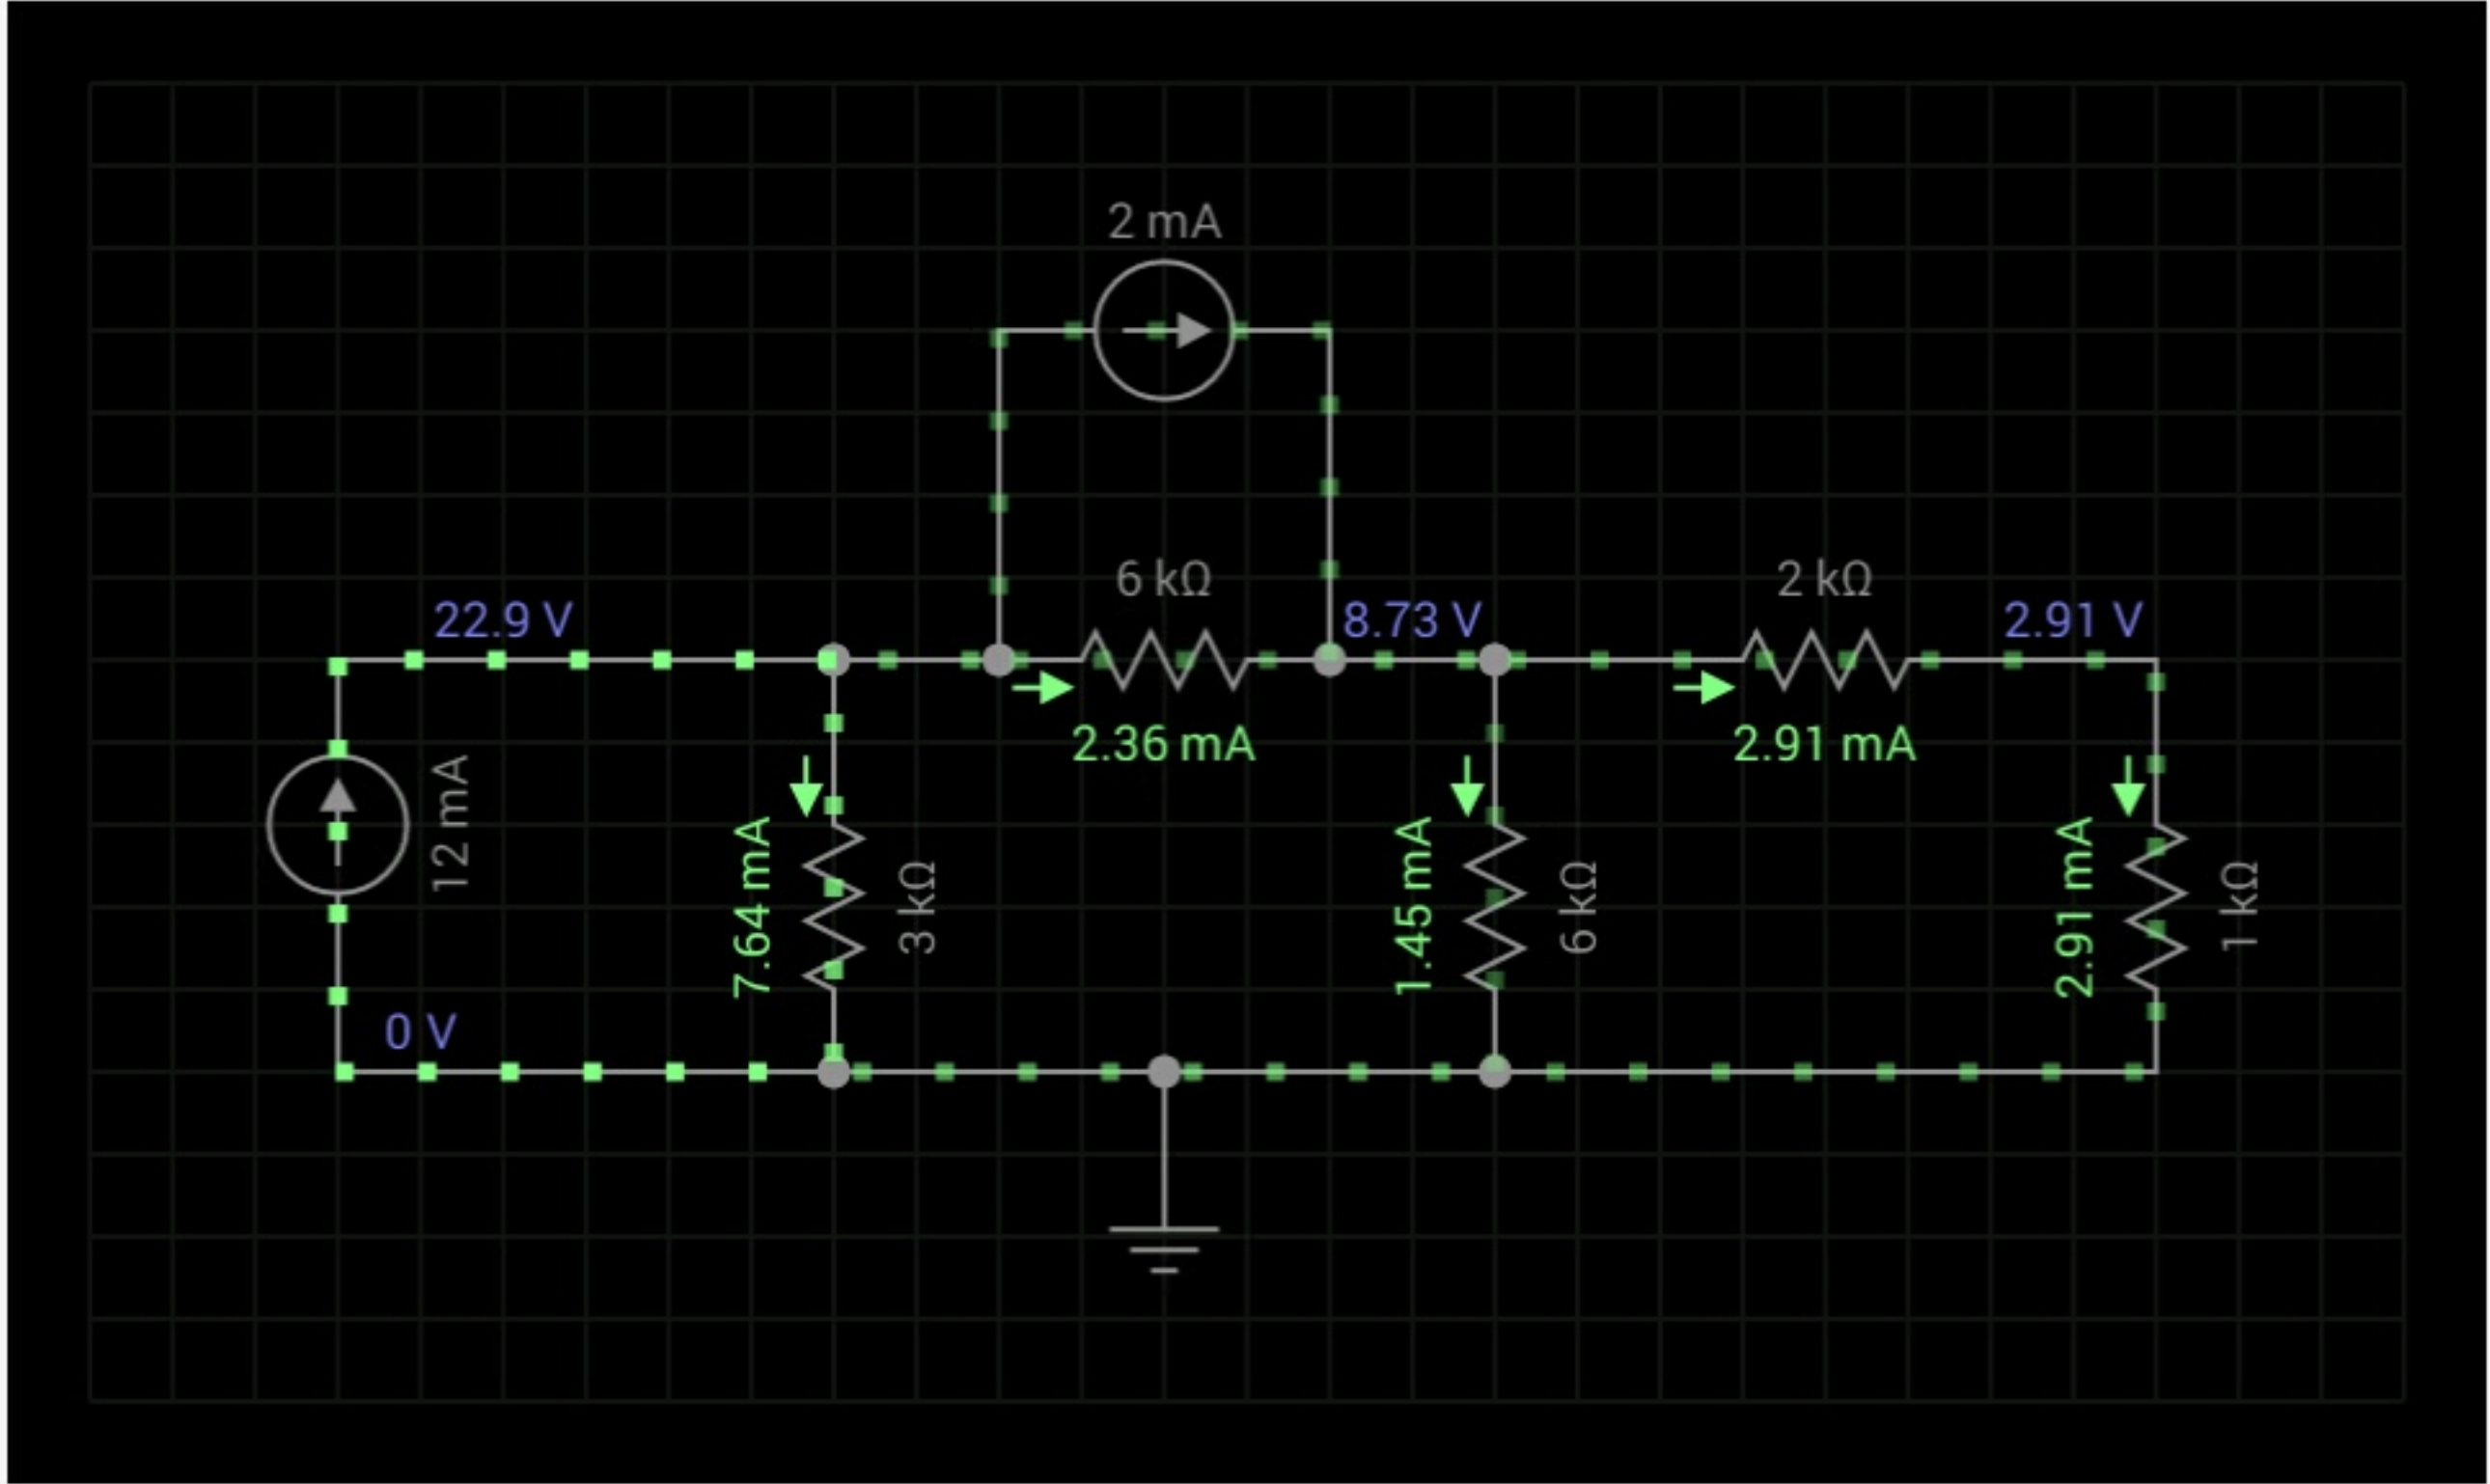 2 mA
6 kΩ
2 kΩ
22.9 V
8.73 V
2.91 V
2.36 mA
2.91 mA
12 mA
7.64 mA
3 kΩ
1.45 mA
6 kΩ
2.91 mA
1 kΩ
0 V